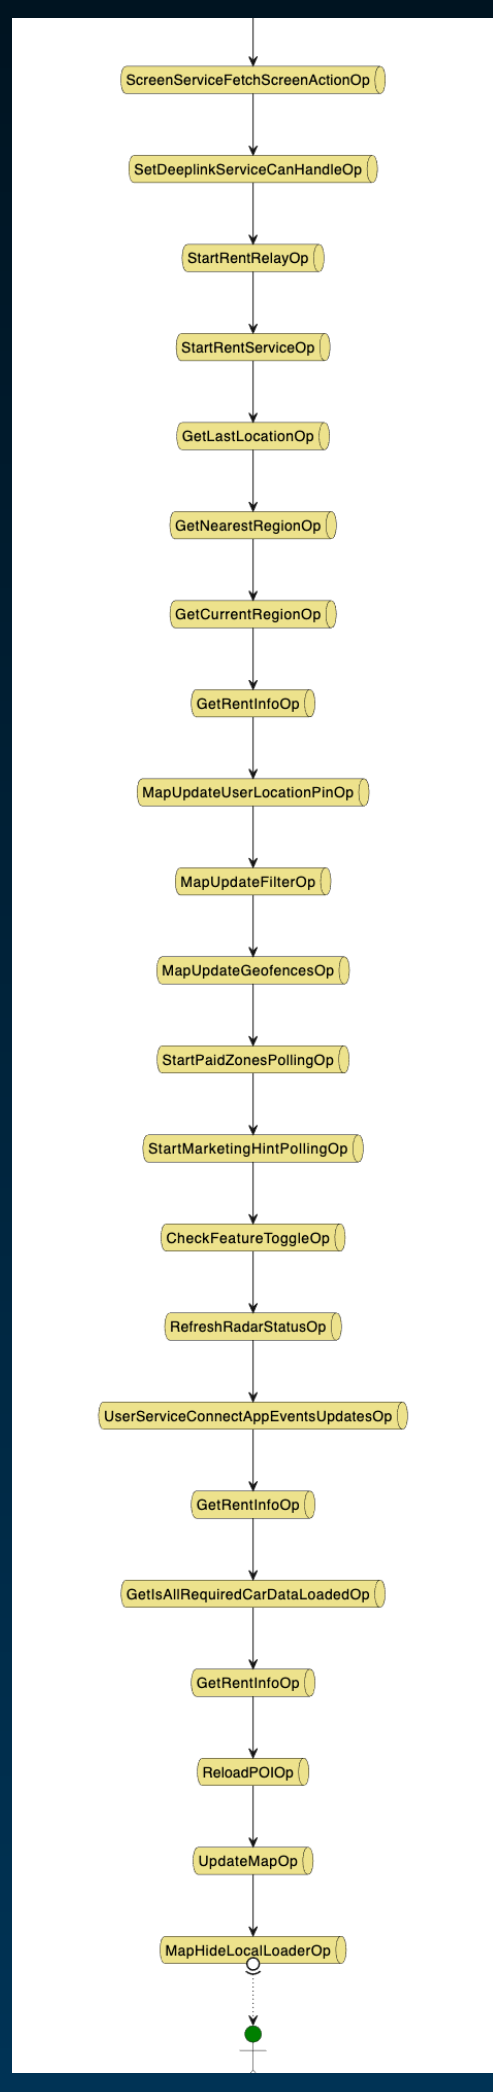 ScreenServiceFetchScreenActionOp
SetDeeplinkServiceCanHandleOp
StartRentRelayOp
StartRentServiceOp
GetLastLocationOp
GetNearestRegionOp
GetCurrentRegionOp
GetRentInfoOp
MapUpdateUserLocationPinOp
MapUpdateFilterOp
MapUpdateGeofencesOp
StartPaidZonesPollingOp
StartMarketingHintPollingOp
CheckFeatureToggleOp
RefreshRadarStatusOp
UserServiceConnectAppEventsUpdatesOp
GetRentInfoOp
GetIsAllRequiredCarDataLoadedOp
GetRentInfoOp
ReloadPOIOp
UpdateMapOp
MapHideLocalLoaderOp